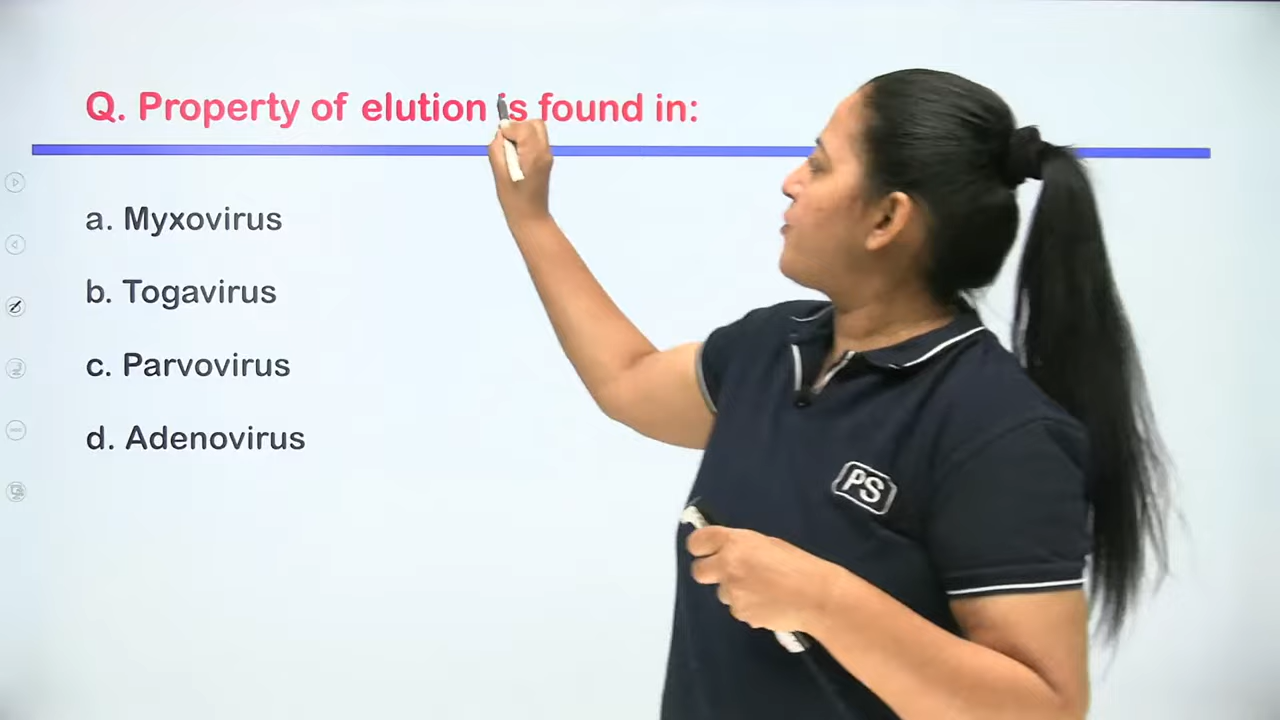 Q. Property of elution is found in:
a. Myxovirus
b. Togavirus
c. Parvovirus
d. Adenovirus
PS